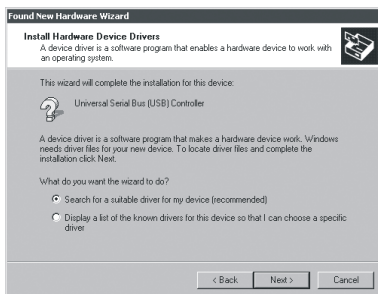 Found New Hardware Wizard
Install Hardware Device Drivers
A device driver is a software program that enables a hardware device to work with
an operating system.
This wizard will complete the installation for this device:
Universal Serial Bus (USB) Controller
A device driver is a software program that makes a hardware device work. Windows
needs driver files for your new device. To locate driver files and complete the
installation click Next.
What do you want the wizard to do?
Search for a suitable driver for my device (recommended)
Display a list of the known drivers for this device so that I can choose a specific
driver
< Back Next > Cancel